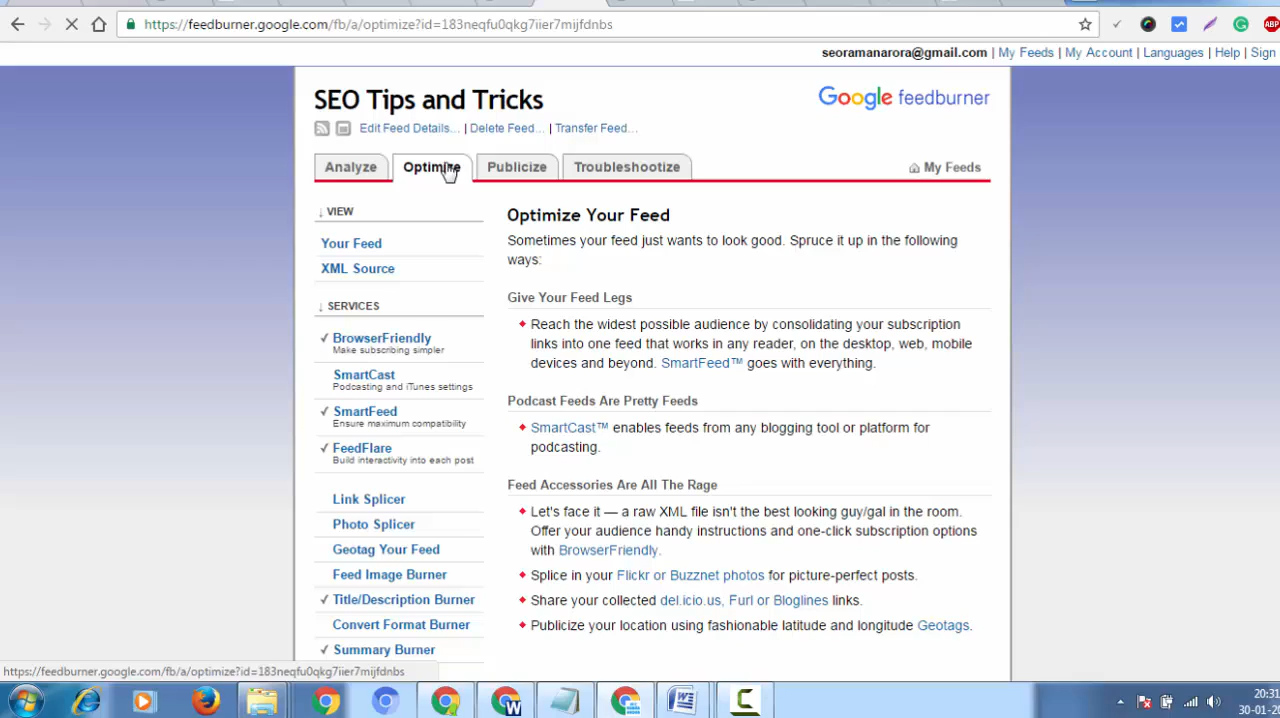 https://feedburner.google.com/fb/a/optimize?id=183neqfu0qkg7iier7mijfdnbs
ABP
seoramanarora@gmail.com | My Feeds | My Account | Languages | Help | Sign
SEO Tips and Tricks
Google feedburner
Edit Feed Details... | Delete Feed... | Transfer Feed...
Analyze Optimize Publicize Troubleshootize My Feeds
↓ VIEW
Your Feed
XML Source
↓ SERVICES
✓ BrowserFriendly
Make subscribing simpler
SmartCast
Podcasting and iTunes settings
✓ SmartFeed
Ensure maximum compatibility
✓ FeedFlare
Build interactivity into each post
Link Splicer
Photo Splicer
Geotag Your Feed
Feed Image Burner
✓ Title/Description Burner
Convert Format Burner
✓ Summary Burner
Optimize Your Feed
Sometimes your feed just wants to look good. Spruce it up in the following
ways:
Give Your Feed Legs
Reach the widest possible audience by consolidating your subscription
links into one feed that works in any reader, on the desktop, web, mobile
devices and beyond. SmartFeed™ goes with everything.
Podcast Feeds Are Pretty Feeds
SmartCast™ enables feeds from any blogging tool or platform for
podcasting.
Feed Accessories Are All The Rage
Let's face it — a raw XML file isn't the best looking guy/gal in the room.
Offer your audience handy instructions and one-click subscription options
with BrowserFriendly.
Splice in your Flickr or Buzznet photos for picture-perfect posts.
Share your collected del.icio.us, Furl or Bloglines links.
Publicize your location using fashionable latitude and longitude Geotags.
https://feedburner.google.com/fb/a/optimize?id=183neqfu0qkg7iier7mijfdnbs
20:31
30-01-20